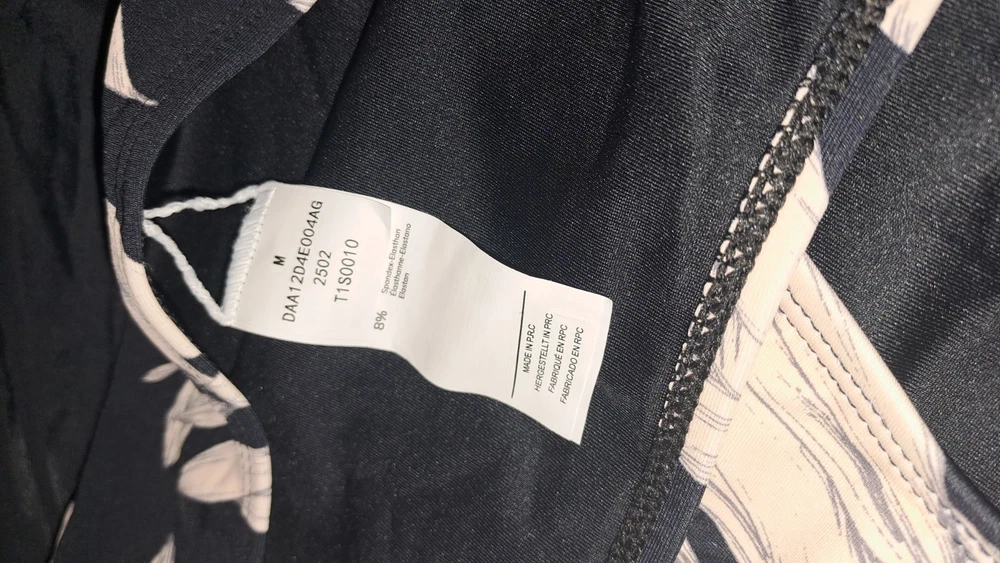 M
DAA12D4E004AG
2502
T1S0010
8%
Spandex-Elasthan
Élasthanne-Elastano
Elastan
MADE IN P.R.C
HERGESTELLT IN PRC
FABRIQUÉ EN RPC
FABRICADO EN RPC